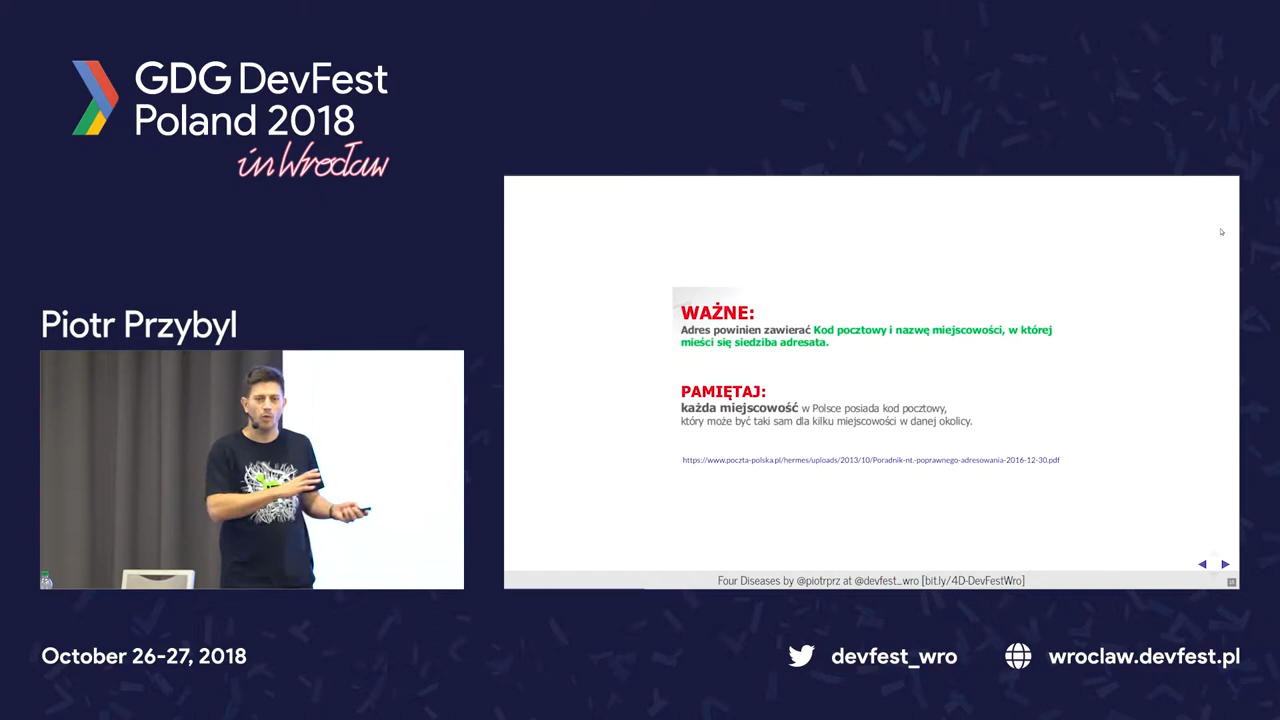 GDG DevFest
Poland 2018
in Wrocław
Piotr Przybyl
WAŻNE:
Adres powinien zawierać Kod pocztowy i nazwę miejscowości, w której
mieści się siedziba adresata.
PAMIĘTAJ:
każda miejscowość w Polsce posiada kod pocztowy,
który może być taki sam dla kilku miejscowości w danej okolicy.
https://www.poczta-polska.pl/hermes/uploads/2013/10/Poradnik-nt.-poprawnego-adresowania-2016-12-30.pdf
Four Diseases by @piotrprz at @devfest_wro [bit.ly/4D-DevFestWro]
October 26-27, 2018
devfest_wro
wroclaw.devfest.pl